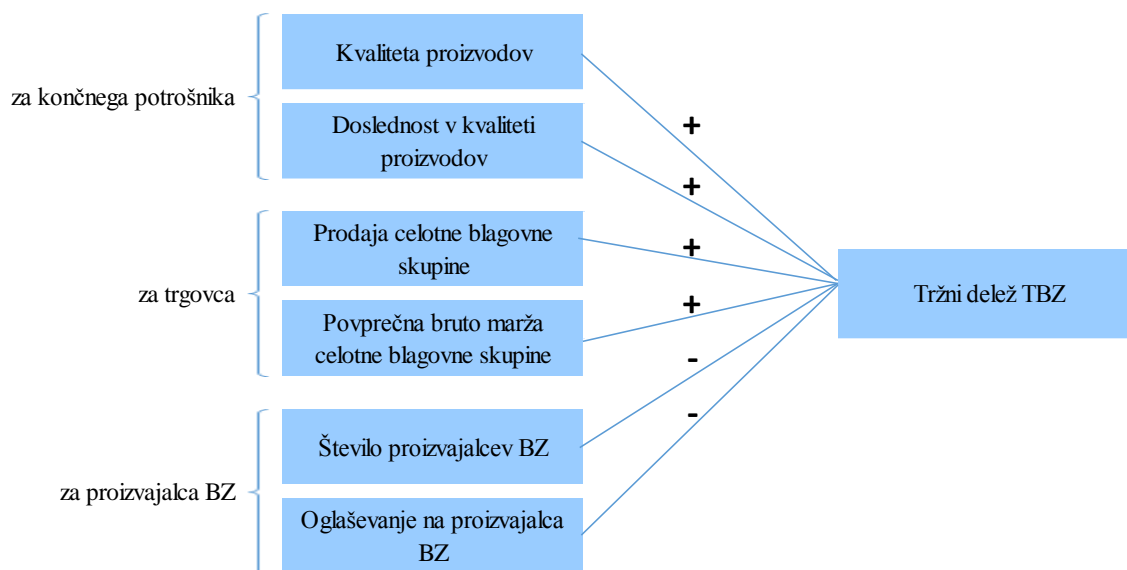 za končnega potrošnika
Kvaliteta proizvodov
Doslednost v kvaliteti
proizvodov
+
+
za trgovca
Prodaja celotne blagovne
skupine
Povprečna bruto marža
celotne blagovne skupine
+
+
za proizvajalca BZ
Število proizvajalcev BZ
Oglaševanje na proizvajalca
BZ
-
-
Tržni delež TBZ